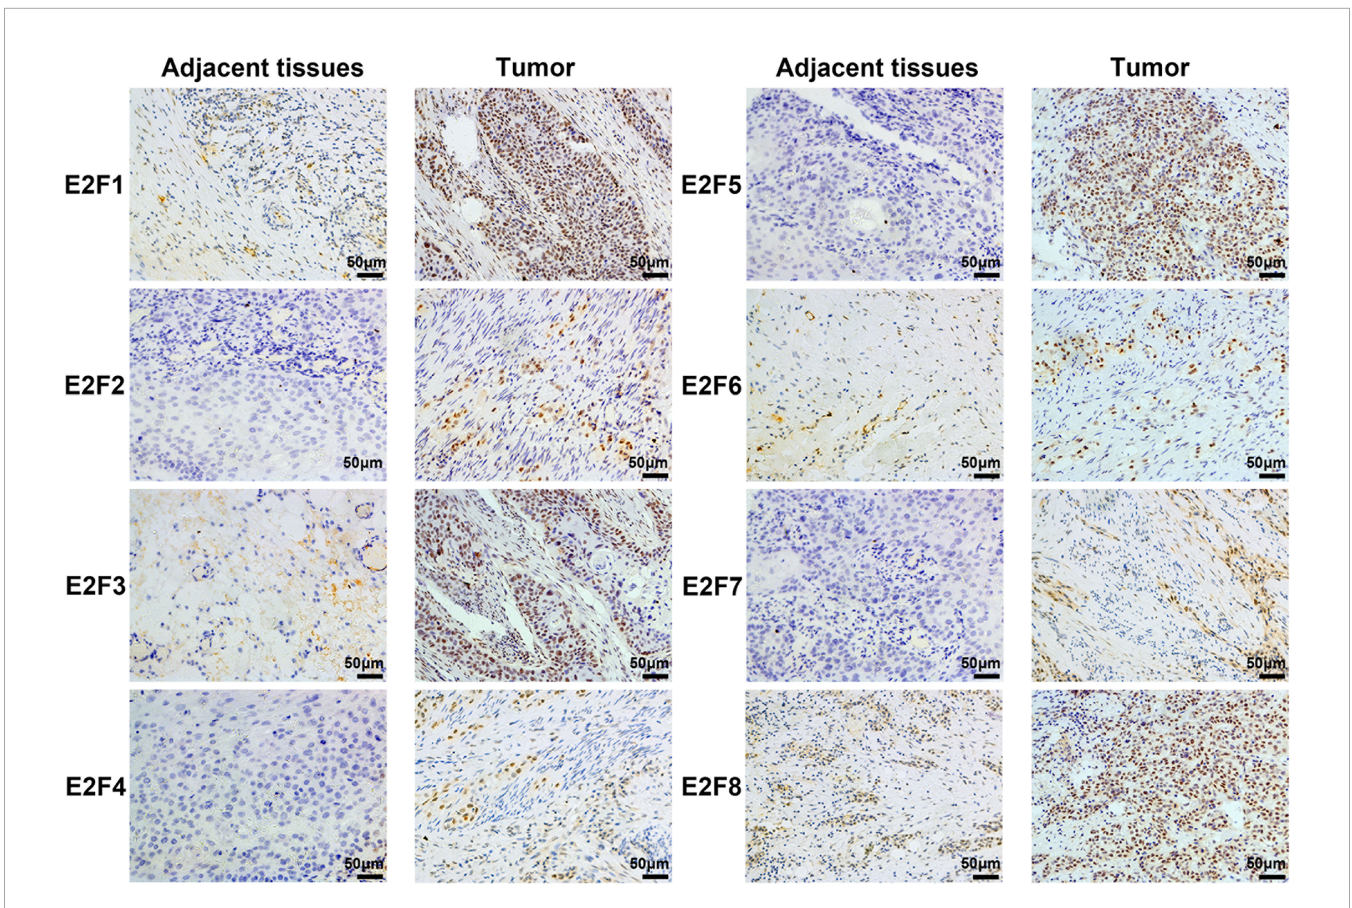 Adjacent tissues Tumor Adjacent tissues Tumor
E2F1 50μm 50μm E2F5 50μm 50μm
E2F2 50μm 50μm E2F6 50μm 50μm
E2F3 50μm 50μm E2F7 50μm 50μm
E2F4 50μm 50μm E2F8 50μm 50μm